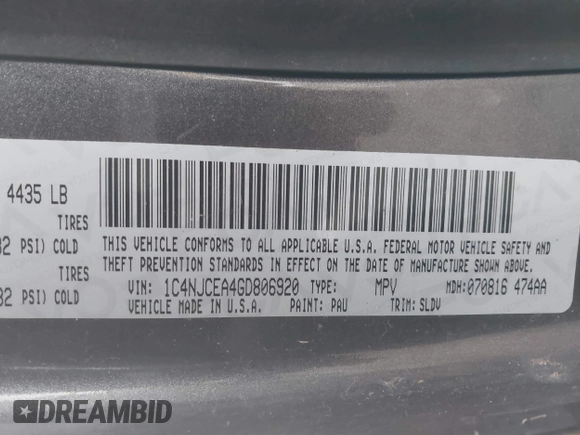 4435 LB
TIRES
32 PSI) COLD
TIRES
32 PSI) COLD
THIS VEHICLE CONFORMS TO ALL APPLICABLE U.S.A. FEDERAL MOTOR VEHICLE SAFETY AND
THEFT PREVENTION STANDARDS IN EFFECT ON THE DATE OF MANUFACTURE SHOWN ABOVE.
VIN: 1C4NJCEA4GD806920 TYPE: MPV MDH:070816 474AA
VEHICLE MADE IN U.S.A. PAINT: PAU TRIM: SLDV
DREAMBID